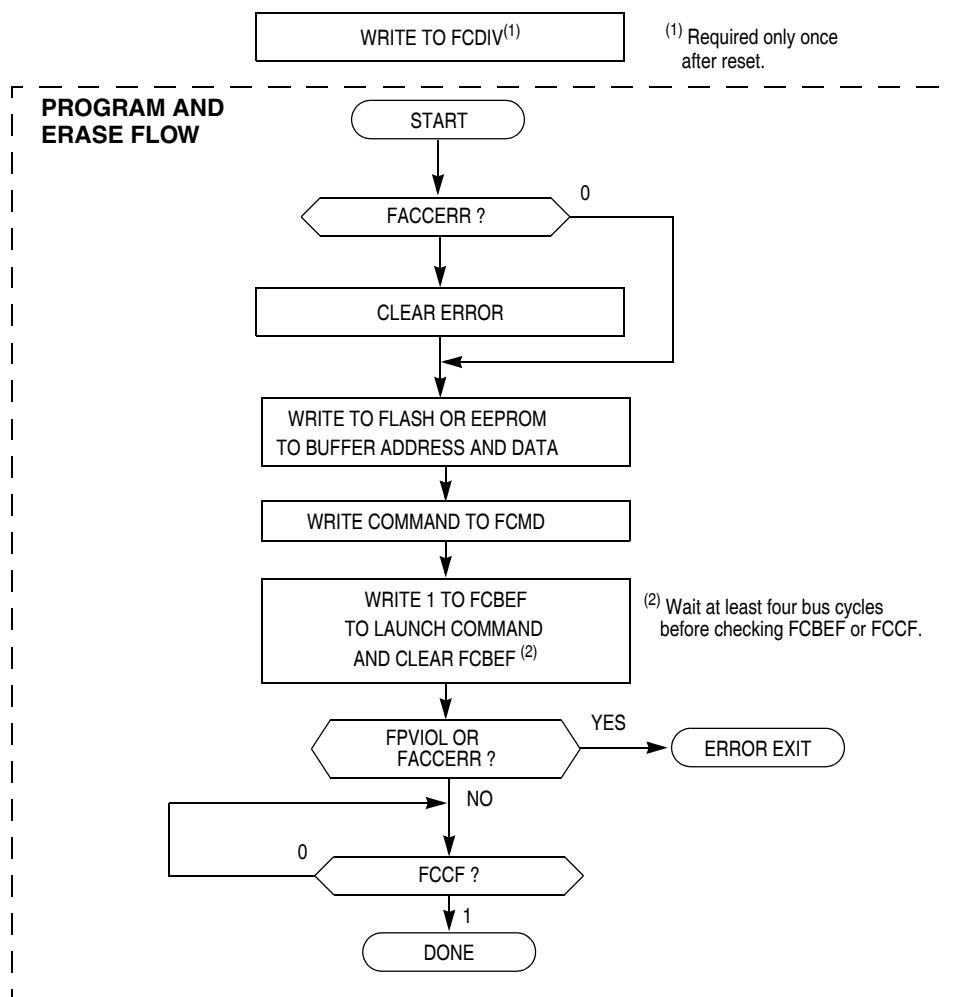 WRITE TO FCDIV(1)
(1) Required only once
after reset.
PROGRAM AND
ERASE FLOW
START
0
FACCERR ?
CLEAR ERROR
WRITE TO FLASH OR EEPROM
TO BUFFER ADDRESS AND DATA
WRITE COMMAND TO FCMD
WRITE 1 TO FCBEF
TO LAUNCH COMMAND
AND CLEAR FCBEF (2)
(2) Wait at least four bus cycles
before checking FCBEF or FCCF.
FPVIOL OR
FACCERR ?
YES
ERROR EXIT
NO
0
FCCF ?
1
DONE